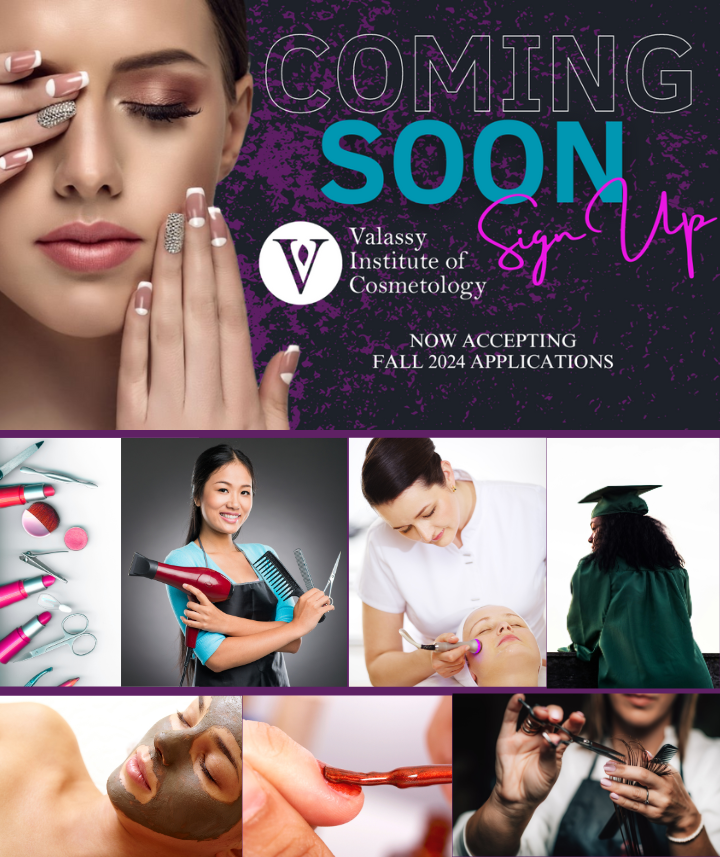 COMING
SOON
Sign Up
V
Valassy
Institute of
Cosmetology
NOW ACCEPTING
FALL 2024 APPLICATIONS